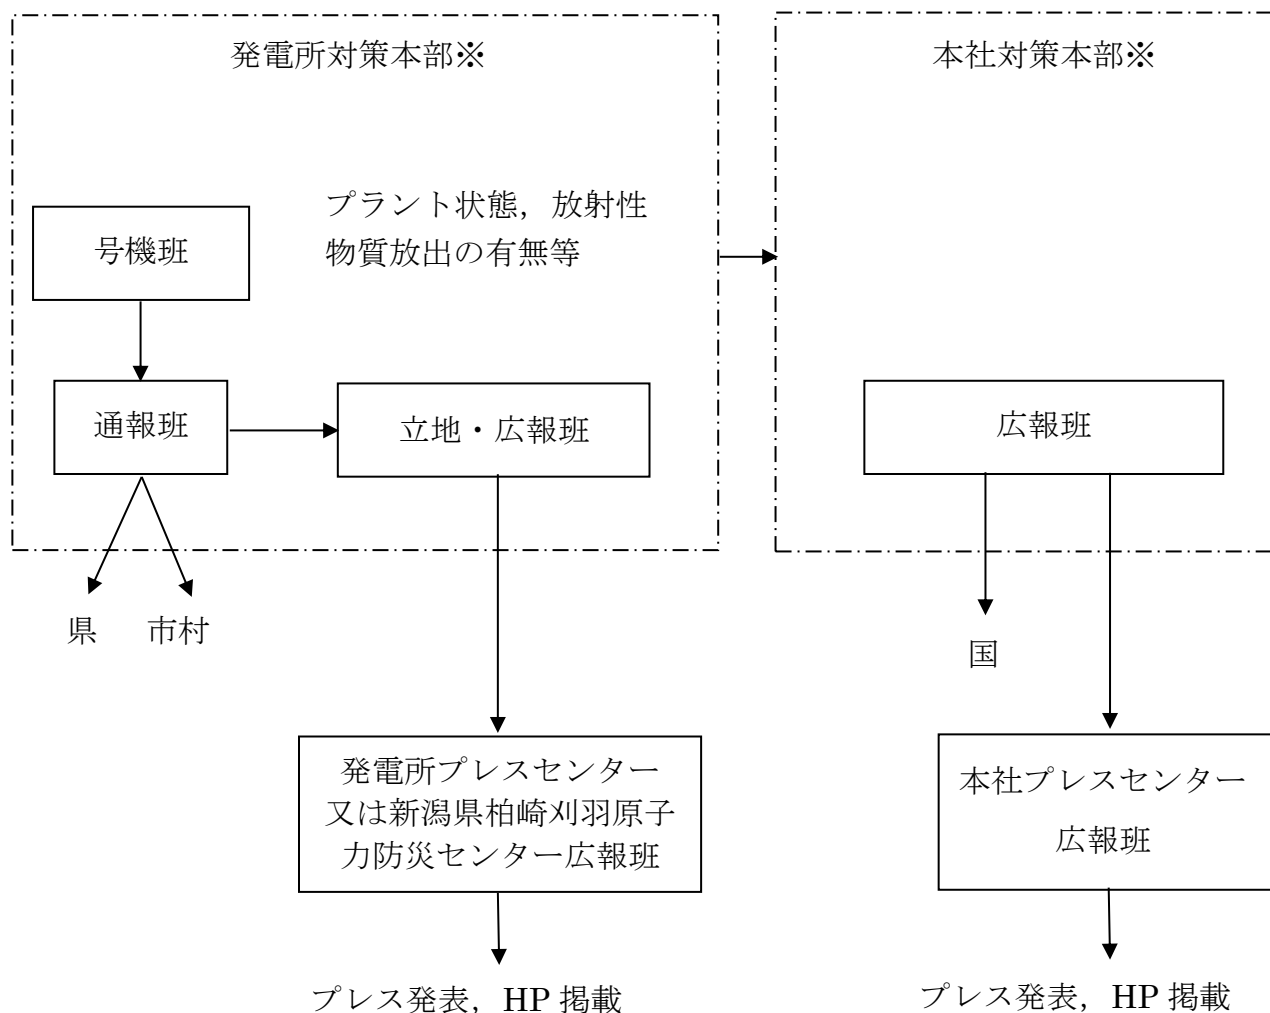 発電所対策本部※
本社対策本部※
プラント状態，放射性
物質放出の有無等
号機班
通報班
立地・広報班
広報班
県
市村
国
発電所プレスセンター
又は新潟県柏崎刈羽原子
力防災センター広報班
本社プレスセンター
広報班
プレス発表，HP 掲載
プレス発表，HP 掲載